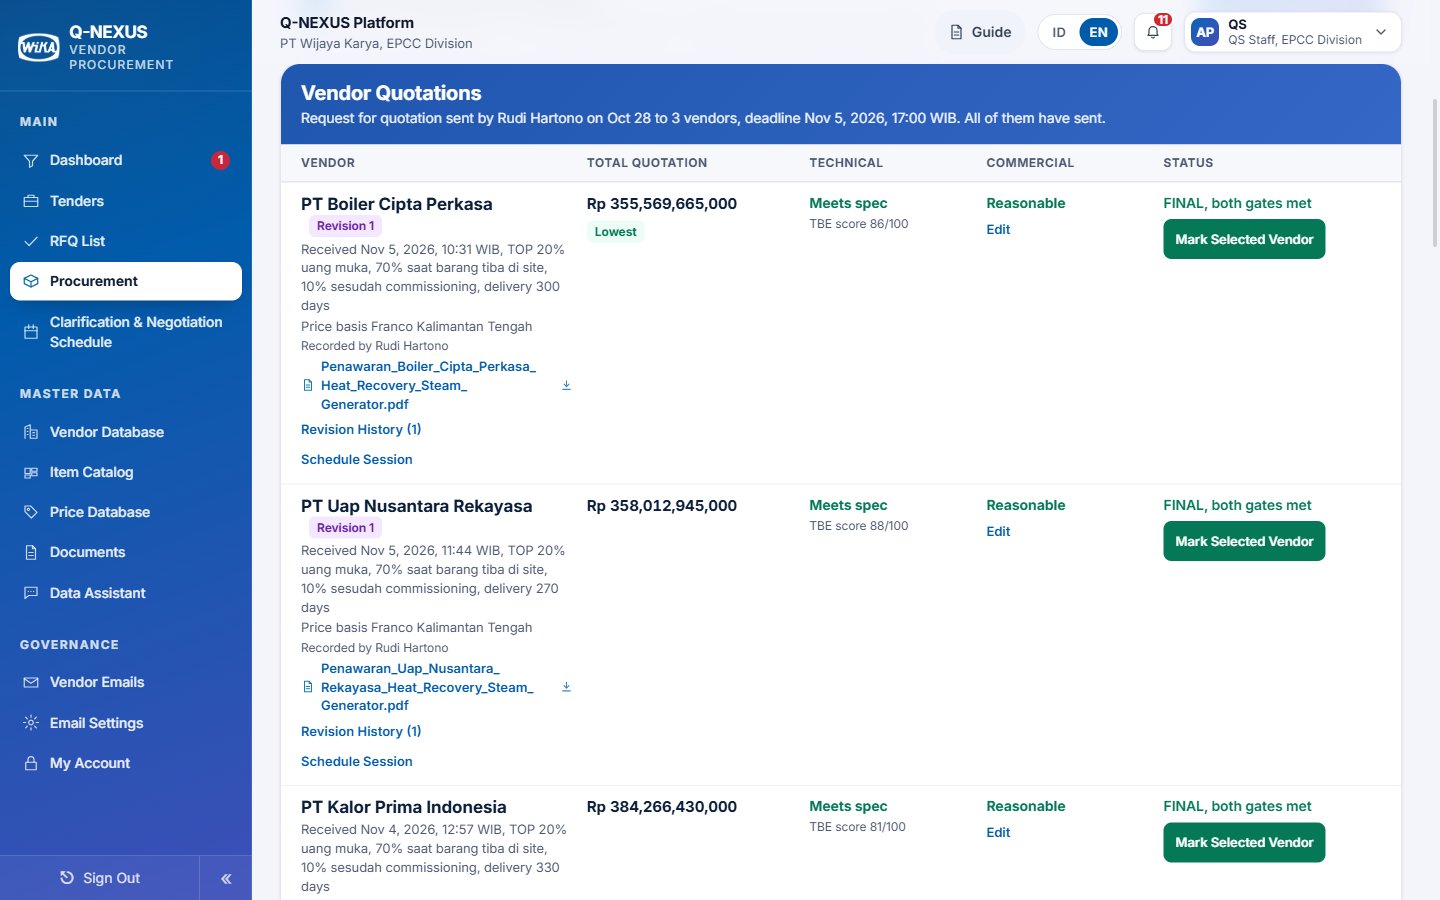 WiKA
Q-NEXUS
VENDOR
PROCUREMENT
MAIN
Dashboard
1
Tenders
RFQ List
Procurement
Clarification & Negotiation
Schedule
MASTER DATA
Vendor Database
Item Catalog
Price Database
Documents
Data Assistant
GOVERNANCE
Vendor Emails
Email Settings
My Account
Sign Out
«
Q-NEXUS Platform
PT Wijaya Karya, EPCC Division
Guide
ID
EN
11
AP
QS
QS Staff, EPCC Division
Vendor Quotations
Request for quotation sent by Rudi Hartono on Oct 28 to 3 vendors, deadline Nov 5, 2026, 17:00 WIB. All of them have sent.
VENDOR TOTAL QUOTATION TECHNICAL COMMERCIAL STATUS
PT Boiler Cipta Perkasa
Revision 1
Received Nov 5, 2026, 10:31 WIB, TOP 20%
uang muka, 70% saat barang tiba di site,
10% sesudah commissioning, delivery 300
days
Price basis Franco Kalimantan Tengah
Recorded by Rudi Hartono
Penawaran_Boiler_Cipta_Perkasa_
Heat_Recovery_Steam_
Generator.pdf
Revision History (1)
Schedule Session
Rp 355,569,665,000
Lowest
Meets spec
TBE score 86/100
Reasonable
Edit
FINAL, both gates met
Mark Selected Vendor
PT Uap Nusantara Rekayasa
Revision 1
Received Nov 5, 2026, 11:44 WIB, TOP 20%
uang muka, 70% saat barang tiba di site,
10% sesudah commissioning, delivery 270
days
Price basis Franco Kalimantan Tengah
Recorded by Rudi Hartono
Penawaran_Uap_Nusantara_
Rekayasa_Heat_Recovery_Steam_
Generator.pdf
Revision History (1)
Schedule Session
Rp 358,012,945,000
Meets spec
TBE score 88/100
Reasonable
Edit
FINAL, both gates met
Mark Selected Vendor
PT Kalor Prima Indonesia
Received Nov 4, 2026, 12:57 WIB, TOP 20%
uang muka, 70% saat barang tiba di site,
10% sesudah commissioning, delivery 330
days
Rp 384,266,430,000
Meets spec
TBE score 81/100
Reasonable
Edit
FINAL, both gates met
Mark Selected Vendor